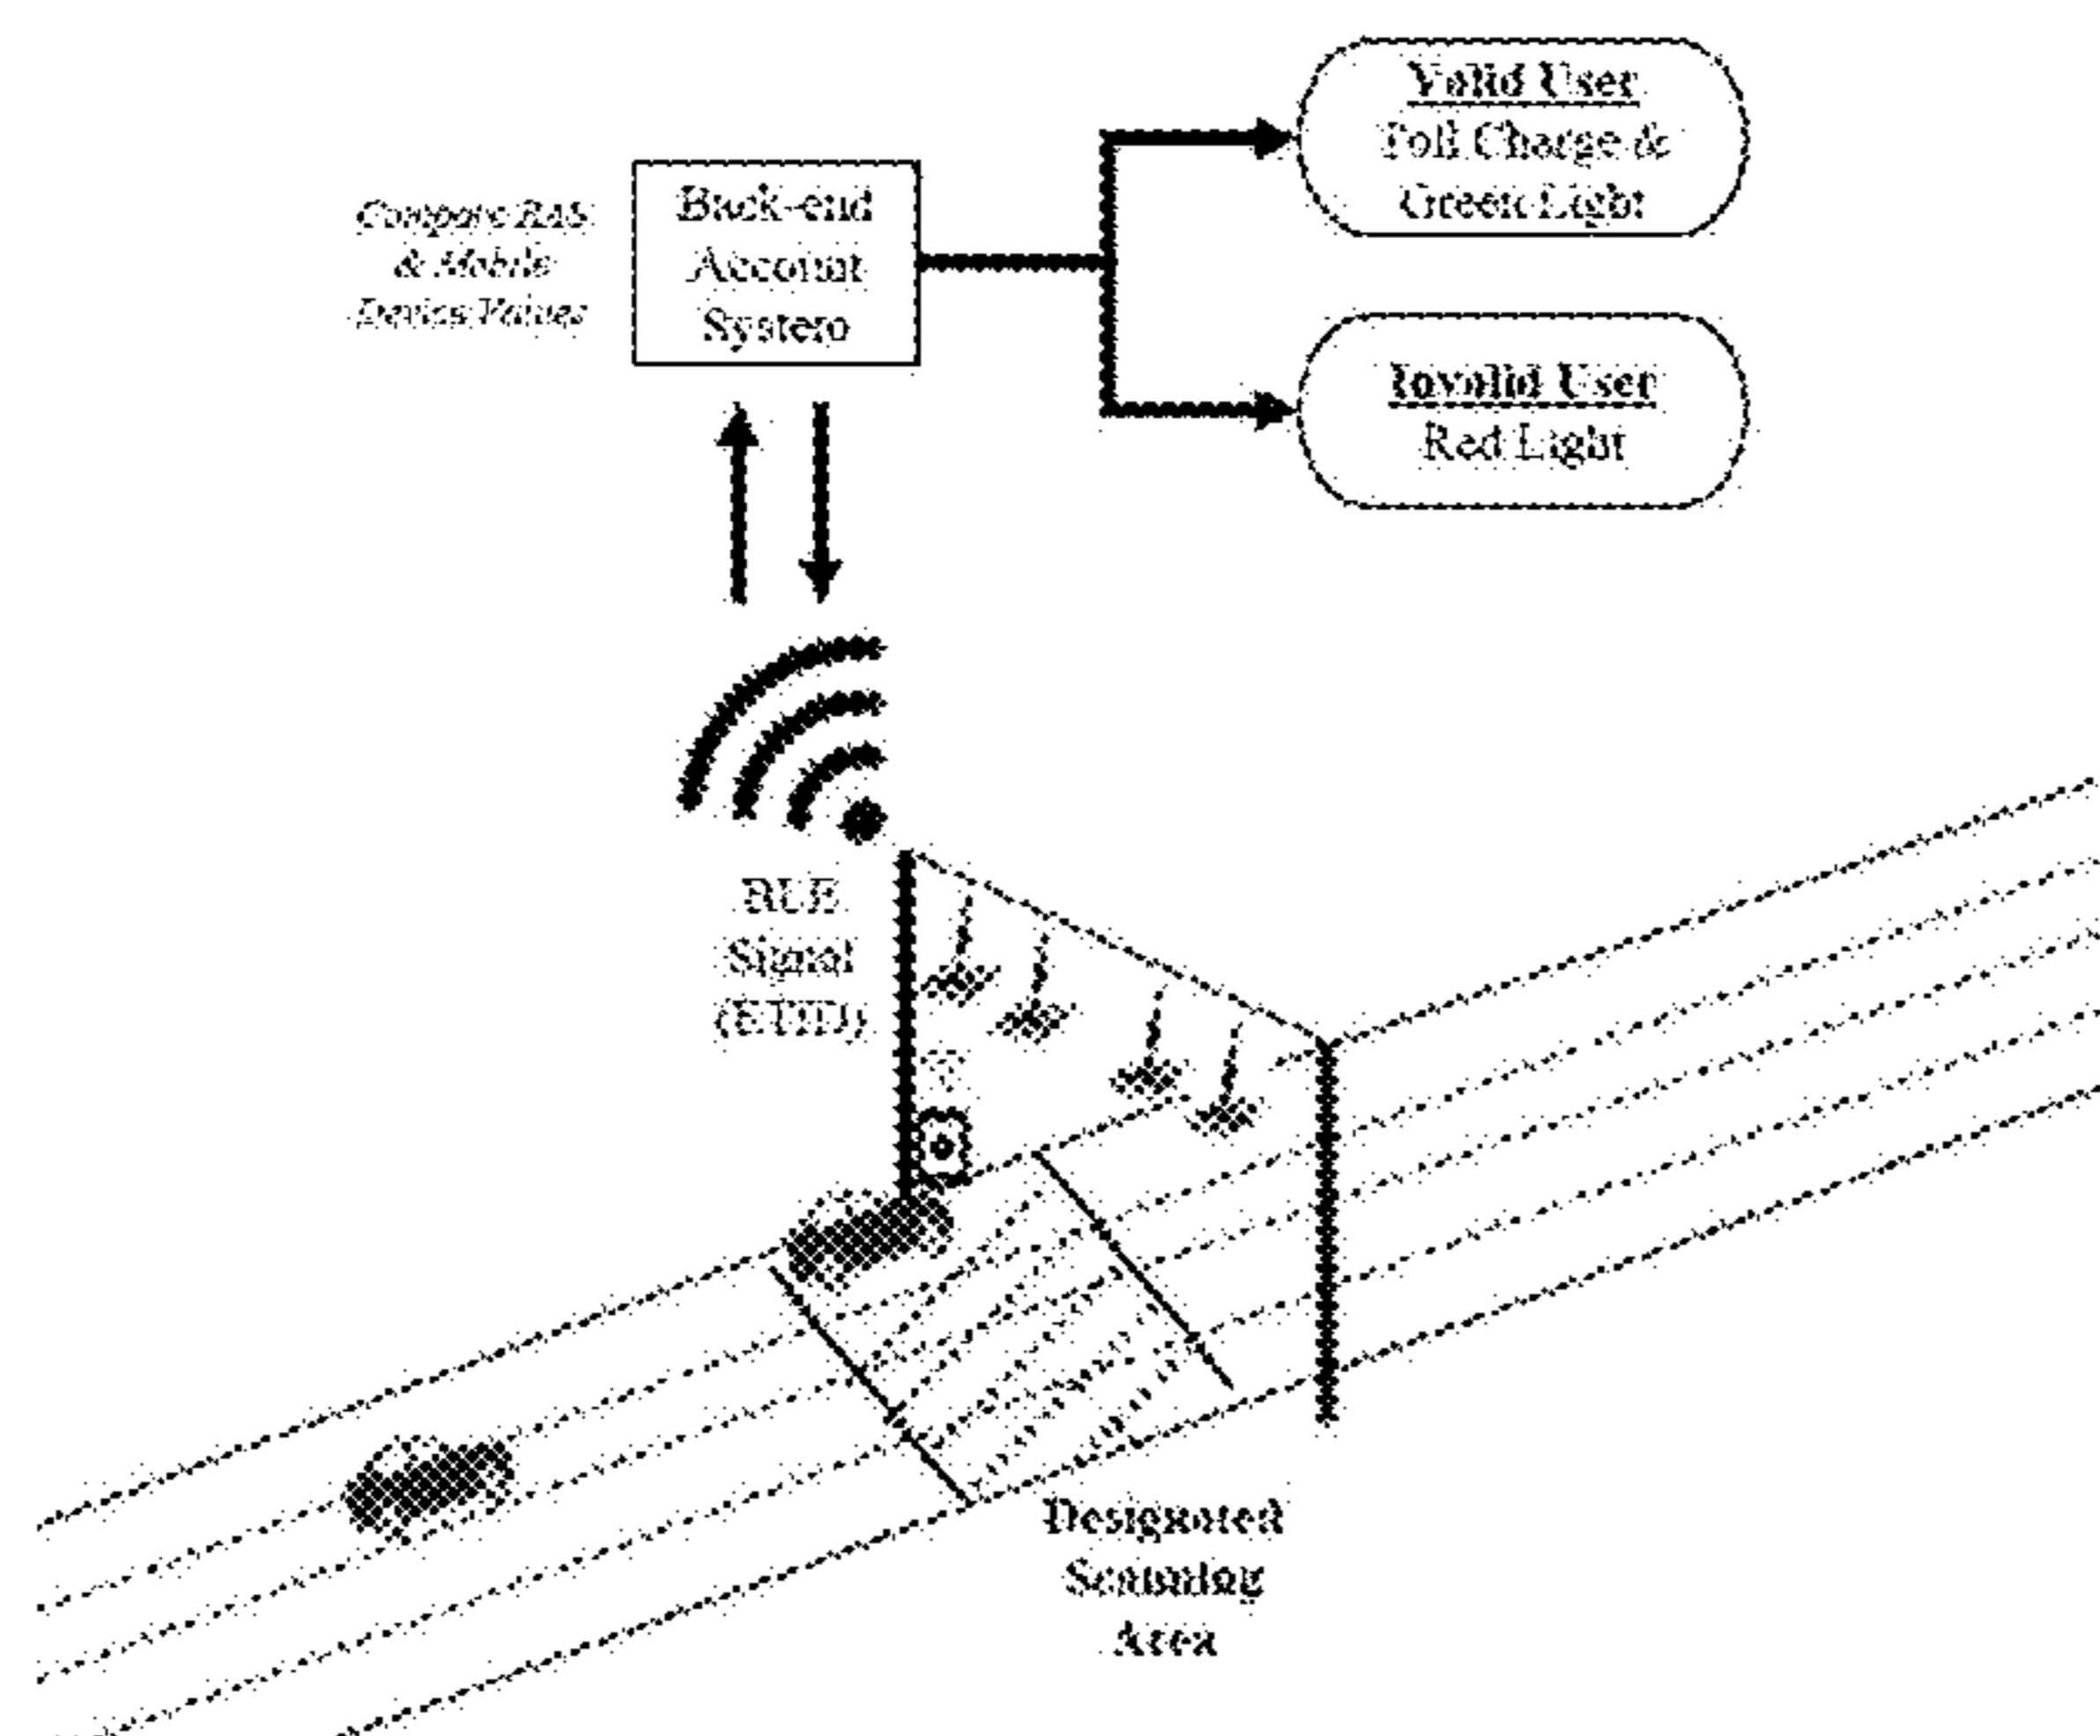 Valid User
Toll Charge &
Green Light
Back-end
Account
System
Compare RAS
& Mobile
Device Values
Invalid User
Red Light
BLE
Signal
Designated
Scanning
Area